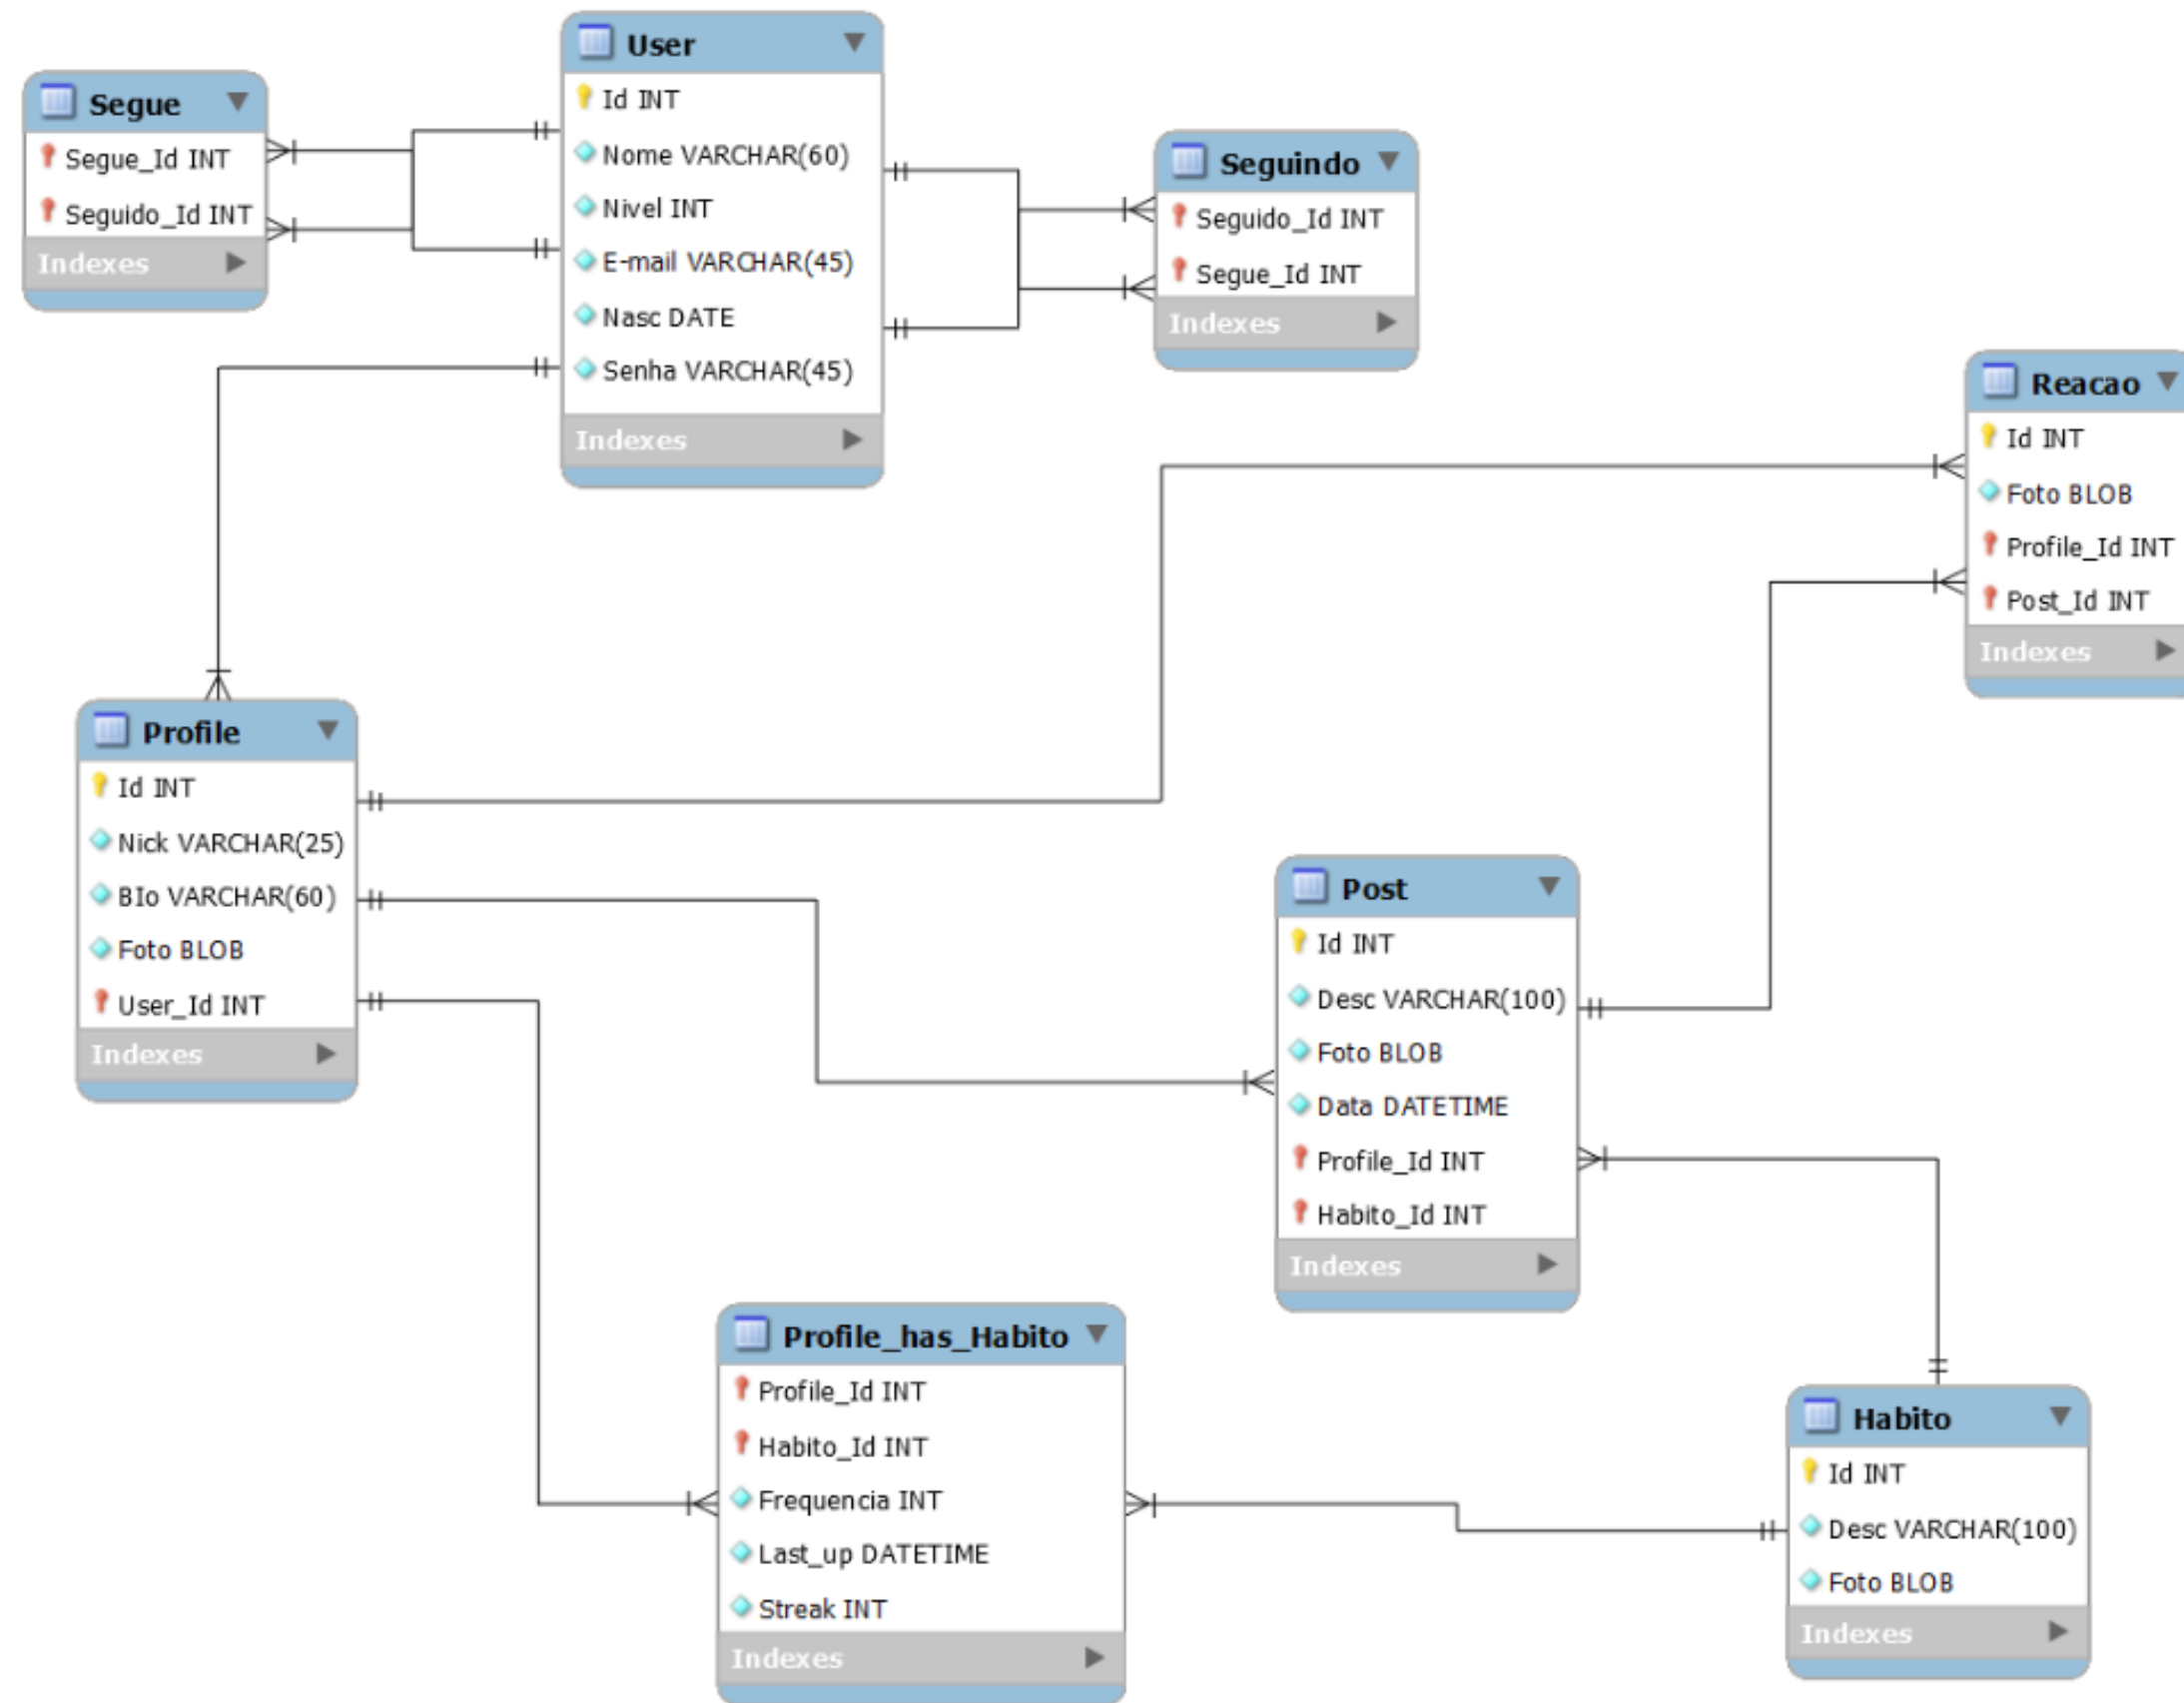 User
Id INT
Nome VARCHAR(60)
Nivel INT
E-mail VARCHAR(45)
Nasc DATE
Senha VARCHAR(45)
Indexes
Segue
Segue_Id INT
Seguido_Id INT
Indexes
Seguindo
Seguido_Id INT
Segue_Id INT
Indexes
Reacao
Id INT
Foto BLOB
Profile_Id INT
Post_Id INT
Indexes
Profile
Id INT
Nick VARCHAR(25)
BIo VARCHAR(60)
Foto BLOB
User_Id INT
Indexes
Post
Id INT
Desc VARCHAR(100)
Foto BLOB
Data DATETIME
Profile_Id INT
Habito_Id INT
Indexes
Profile_has_Habito
Profile_Id INT
Habito_Id INT
Frequencia INT
Last_up DATETIME
Streak INT
Indexes
Habito
Id INT
Desc VARCHAR(100)
Foto BLOB
Indexes